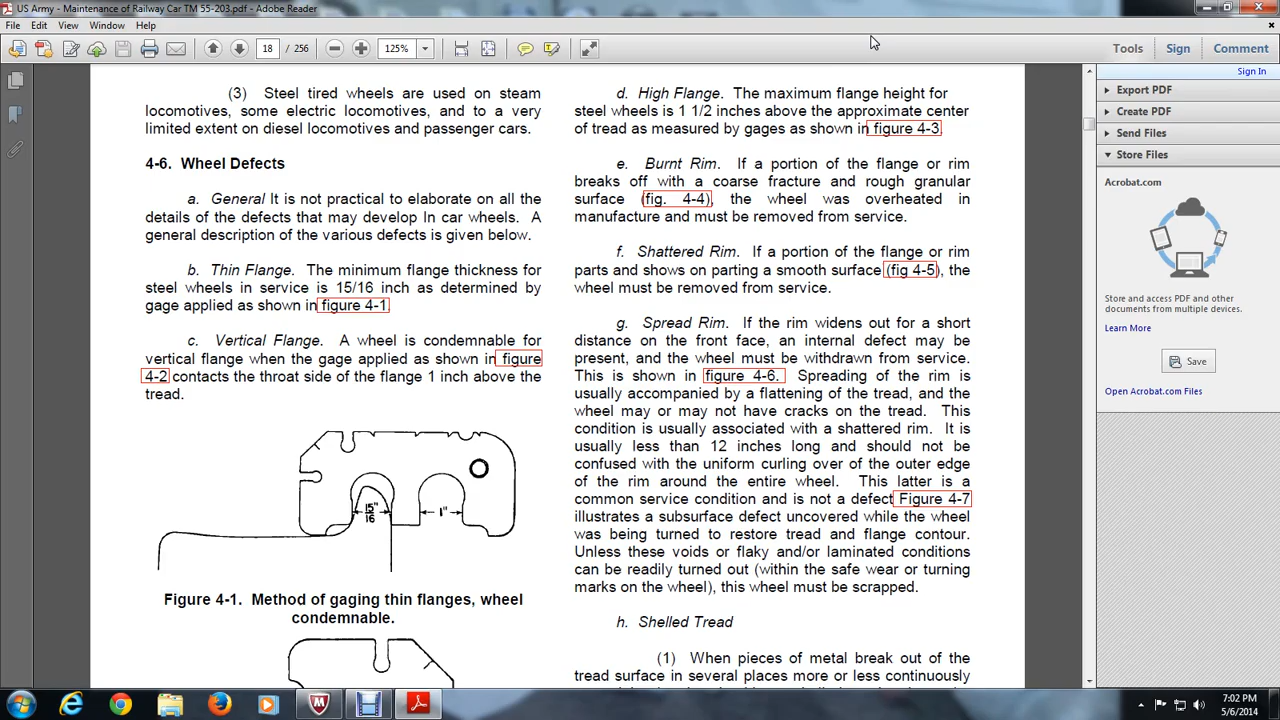 US Army - Maintenance of Railway Car TM 55-203.pdf - Adobe Reader
File Edit View Window Help
18 / 256
125%
Tools Sign Comment
Sign In
Export PDF
Create PDF
Send Files
Store Files
Acrobat.com
Store and access PDF and other
documents from multiple devices.
Learn More
Save
Open Acrobat.com Files
(3) Steel tired wheels are used on steam
locomotives, some electric locomotives, and to a very
limited extent on diesel locomotives and passenger cars.
4-6. Wheel Defects
a. General It is not practical to elaborate on all the
details of the defects that may develop In car wheels. A
general description of the various defects is given below.
b. Thin Flange. The minimum flange thickness for
steel wheels in service is 15/16 inch as determined by
gage applied as shown in figure 4-1.
c. Vertical Flange. A wheel is condemnable for
vertical flange when the gage applied as shown in figure
4-2 contacts the throat side of the flange 1 inch above the
tread.
15"
16
1"
Figure 4-1. Method of gaging thin flanges, wheel
condemnable.
d. High Flange. The maximum flange height for
steel wheels is 1 1/2 inches above the approximate center
of tread as measured by gages as shown in figure 4-3.
e. Burnt Rim. If a portion of the flange or rim
breaks off with a coarse fracture and rough granular
surface (fig. 4-4), the wheel was overheated in
manufacture and must be removed from service.
f. Shattered Rim. If a portion of the flange or rim
parts and shows on parting a smooth surface (fig 4-5), the
wheel must be removed from service.
g. Spread Rim. If the rim widens out for a short
distance on the front face, an internal defect may be
present, and the wheel must be withdrawn from service.
This is shown in figure 4-6. Spreading of the rim is
usually accompanied by a flattening of the tread, and the
wheel may or may not have cracks on the tread. This
condition is usually associated with a shattered rim. It is
usually less than 12 inches long and should not be
confused with the uniform curling over of the outer edge
of the rim around the entire wheel. This latter is a
common service condition and is not a defect Figure 4-7
illustrates a subsurface defect uncovered while the wheel
was being turned to restore tread and flange contour.
Unless these voids or flaky and/or laminated conditions
can be readily turned out (within the safe wear or turning
marks on the wheel), this wheel must be scrapped.
h. Shelled Tread
(1) When pieces of metal break out of the
tread surface in several places more or less continuously
7:02 PM
5/6/2014